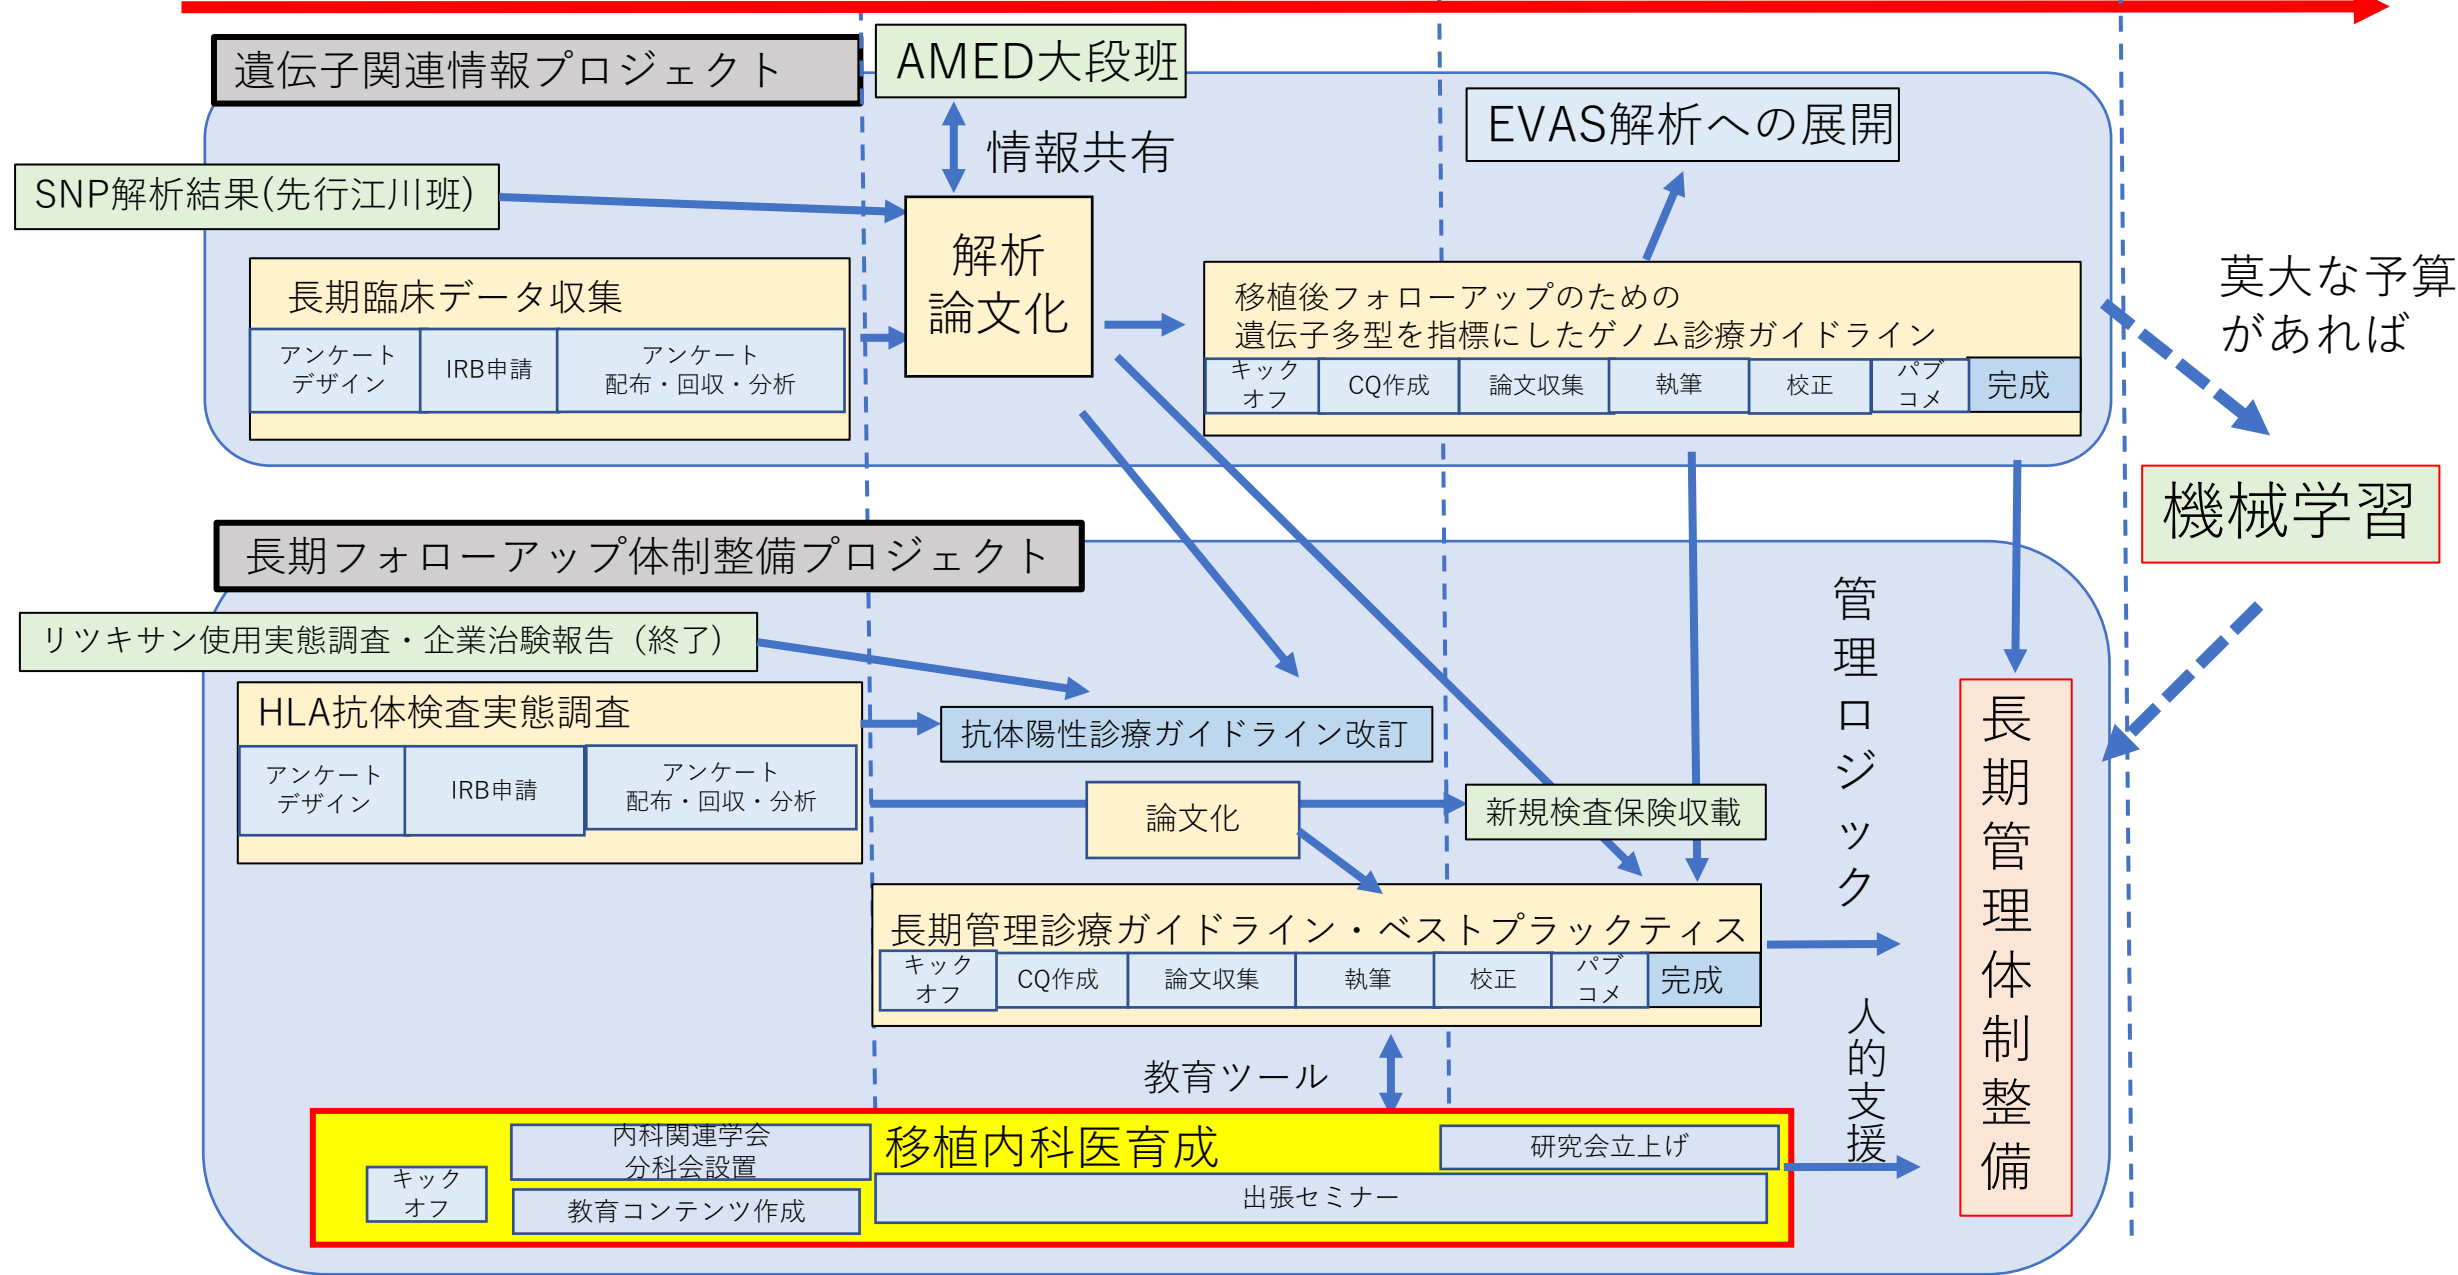 遺伝子関連情報プロジェクト
AMED大段班
情報共有
EVAS解析への展開
SNP解析結果(先行江川班)
解析
論文化
長期臨床データ収集
アンケート
デザイン
IRB申請
アンケート
配布・回収・分析
移植後フォローアップのための
遺伝子多型を指標にしたゲノム診療ガイドライン
キック
オフ
CQ作成
論文収集
執筆
校正
パブ
コメ
完成
莫大な予算
があれば
機械学習
長期フォローアップ体制整備プロジェクト
リツキサン使用実態調査・企業治験報告（終了）
HLA抗体検査実態調査
アンケート
デザイン
IRB申請
アンケート
配布・回収・分析
抗体陽性診療ガイドライン改訂
論文化
新規検査保険収載
管理ロジック
長期管理診療ガイドライン・ベストプラックティス
キック
オフ
CQ作成
論文収集
執筆
校正
パブ
コメ
完成
長期管理体制整備
教育ツール
人的支援
移植内科医育成
キック
オフ
内科関連学会
分科会設置
教育コンテンツ作成
研究会立上げ
出張セミナー